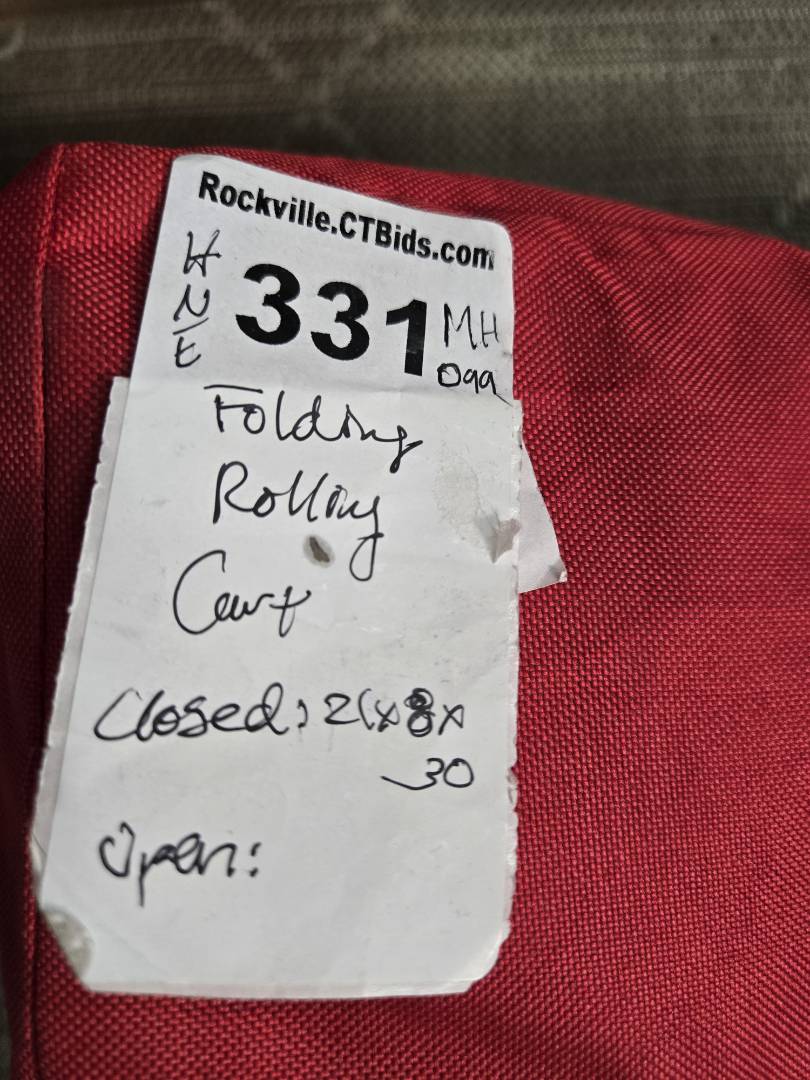 Rockville.CTBids.com
H
N
E
331
MH
099
Folding
Rolling
Cart
Closed: 21x8x
30
Open: